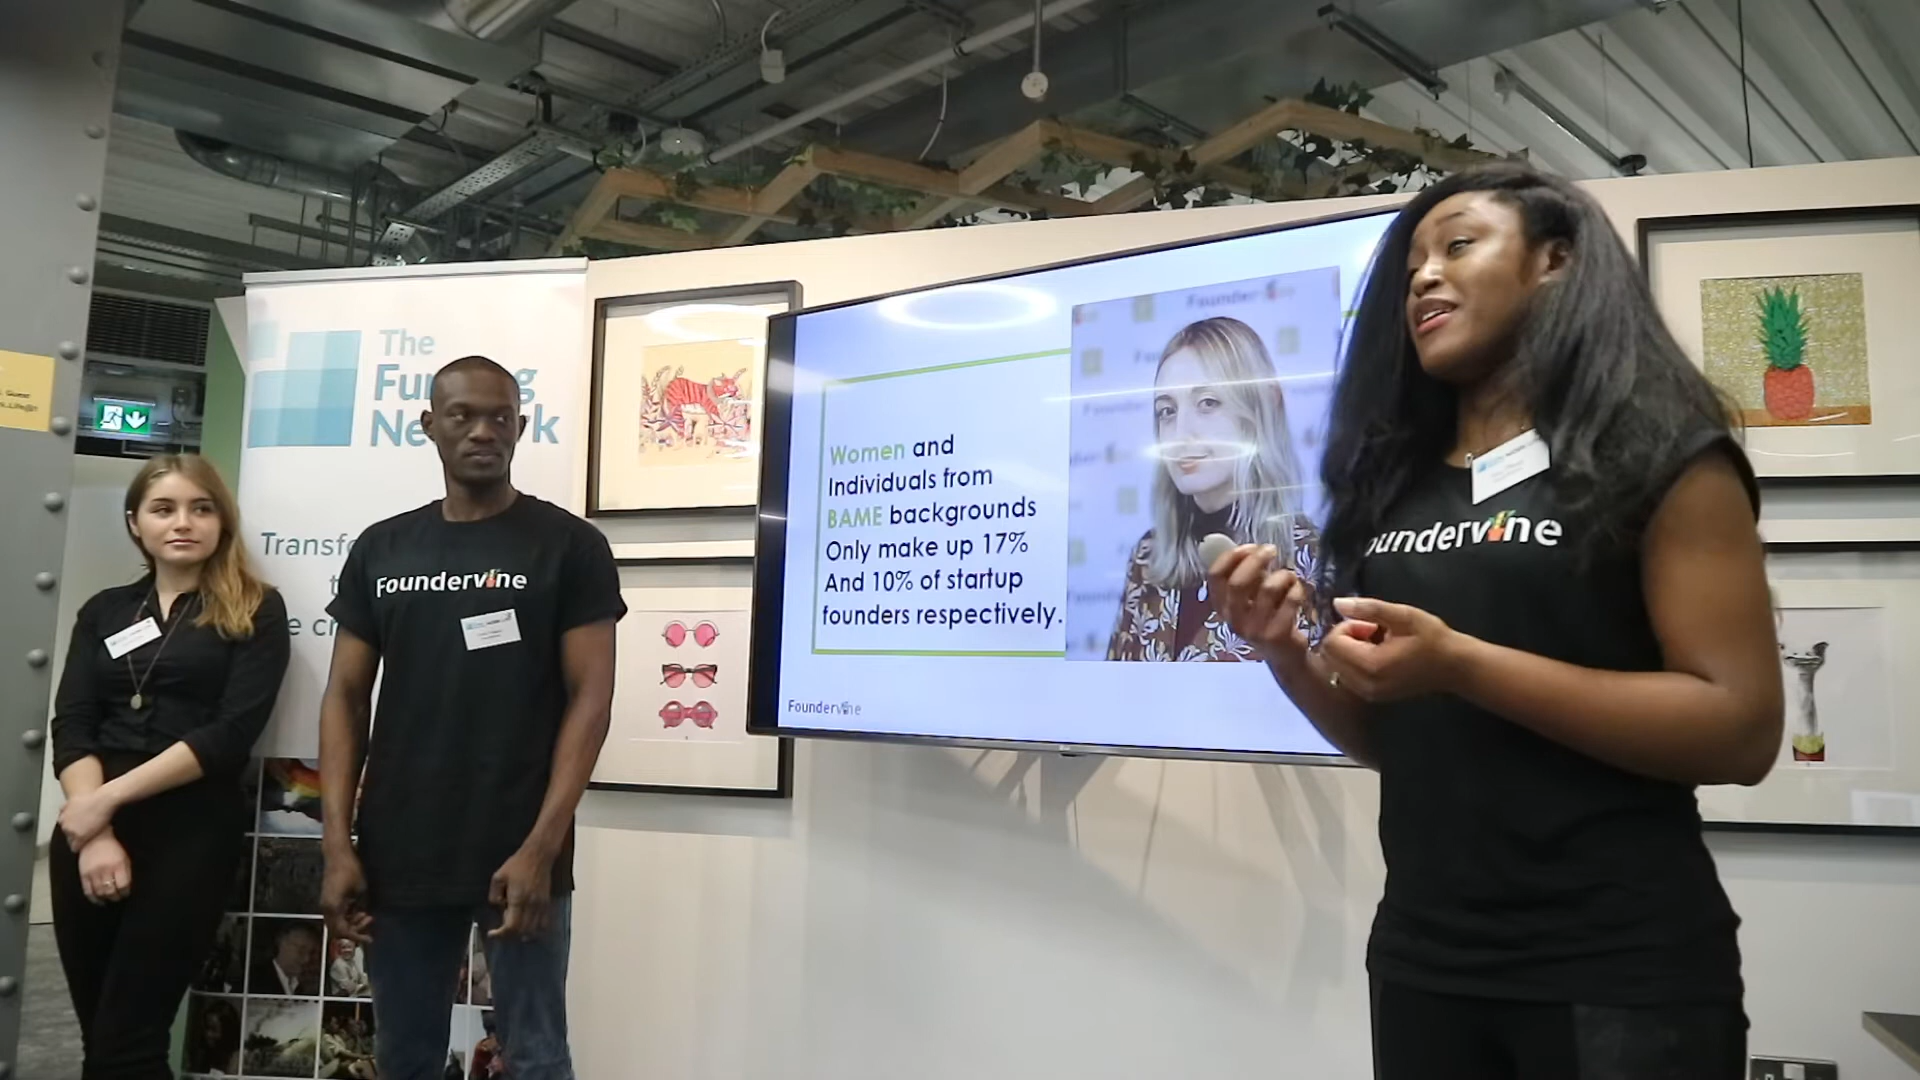 The
Network
Transfo
Foundervine
Women and
Individuals from
BAME backgrounds
Only make up 17%
And 10% of startup
founders respectively.
Foundervine
oundervine